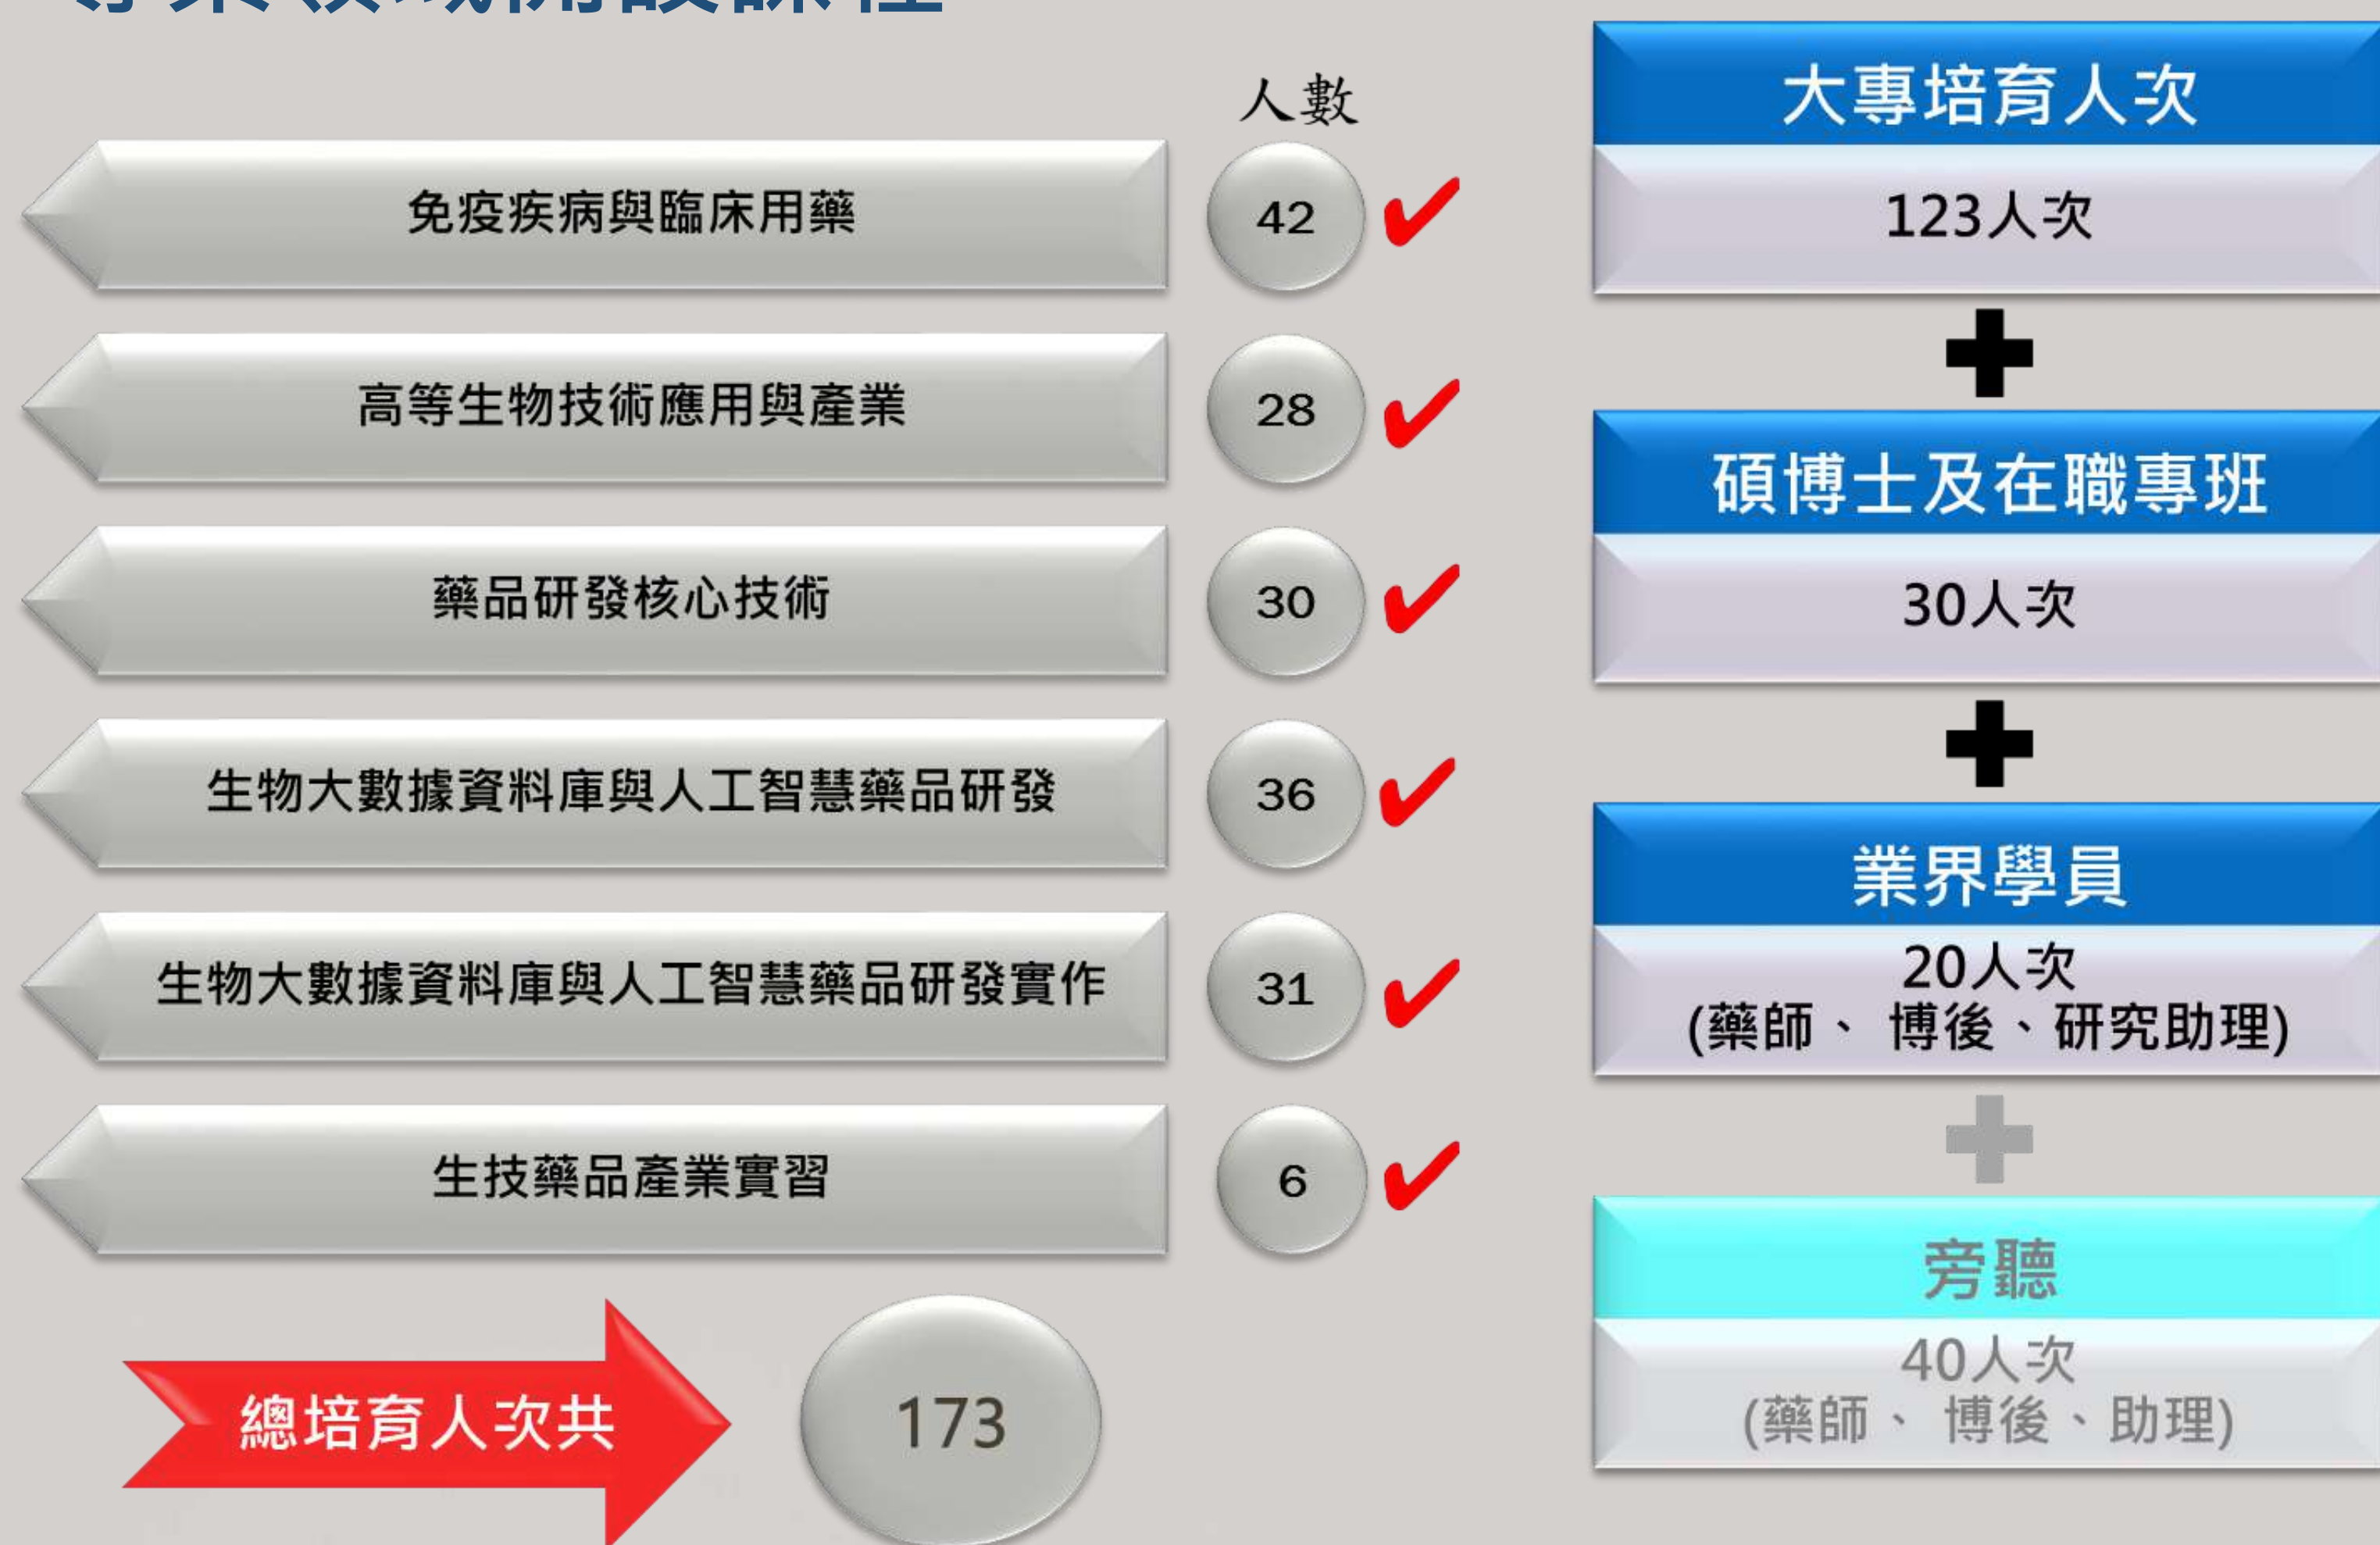 人數
免疫疾病與臨床用藥
42
高等生物技術應用與產業
28
藥品研發核心技術
30
生物大數據資料庫與人工智慧藥品研發
36
生物大數據資料庫與人工智慧藥品研發實作
31
生技藥品產業實習
6
總培育人次共
173
大專培育人次
123人次
碩博士及在職專班
30人次
業界學員
20人次
(藥師、 博後、研究助理)
旁聽
40人次
(藥師、 博後、助理)